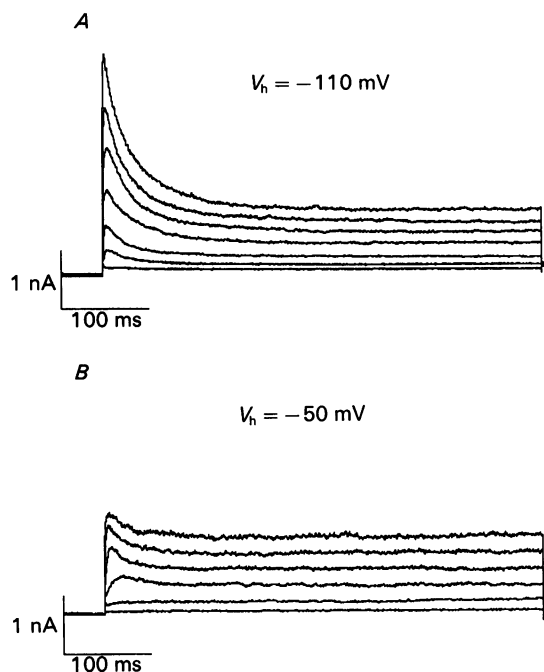 A
Vh = −110 mV
1 nA
100 ms
B
Vh = −50 mV
1 nA
100 ms